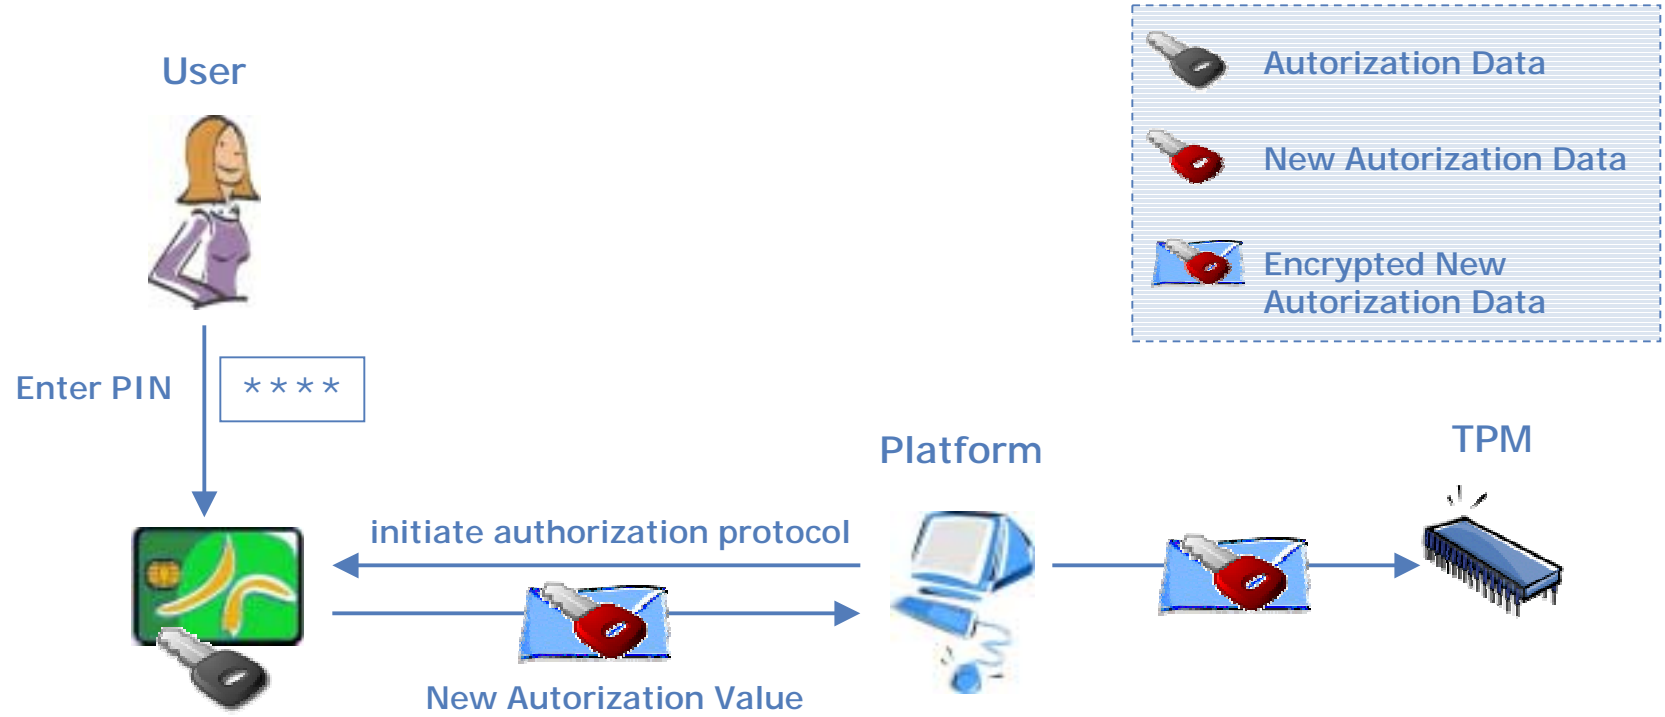 User
Autorization Data
New Autorization Data
Encrypted New
Autorization Data
Enter PIN
****
Platform
TPM
initiate authorization protocol
New Autorization Value